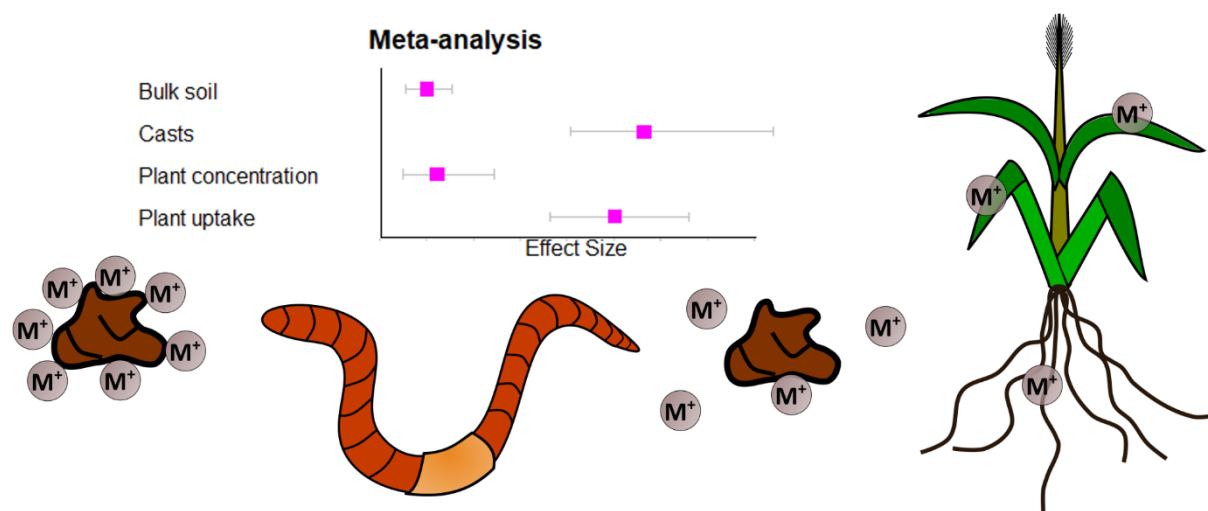 Meta-analysis
Bulk soil
Casts
Plant concentration
Plant uptake
Effect Size
M⁺
M⁺
M⁺
M⁺
M⁺
M⁺
M⁺
M⁺
M⁺
M⁺
M⁺
M⁺
M⁺
M⁺